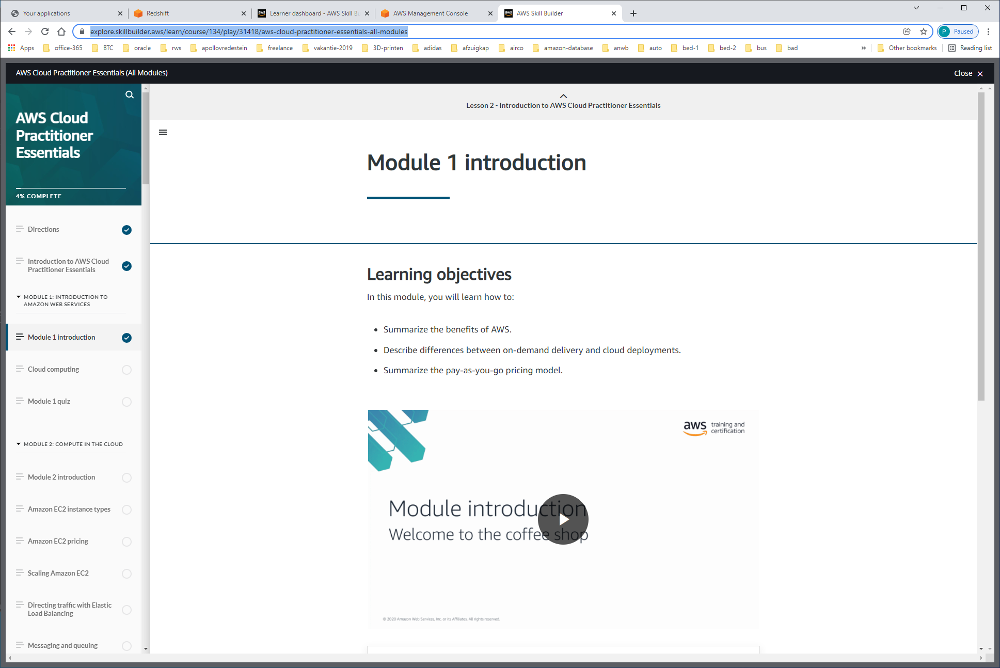 Your applications
Redshift
Learner dashboard - AWS Skill Bu
AWS Management Console
AWS Skill Builder
explore.skillbuilder.aws/learn/course/134/play/31418/aws-cloud-practitioner-essentials-all-modules
P Paused
Apps office-365 BTC oracle rws apollovredestein freelance vakantie-2019 3D-printen adidas afzuigkap airco amazon-database anwb auto bed-1 bed-2 bus bad » Other bookmarks Reading list
AWS Cloud Practitioner Essentials (All Modules)
Close
AWS Cloud
Practitioner
Essentials
4% COMPLETE
Directions
Introduction to AWS Cloud
Practitioner Essentials
MODULE 1: INTRODUCTION TO
AMAZON WEB SERVICES
Module 1 introduction
Cloud computing
Module 1 quiz
MODULE 2: COMPUTE IN THE CLOUD
Module 2 introduction
Amazon EC2 instance types
Amazon EC2 pricing
Scaling Amazon EC2
Directing traffic with Elastic
Load Balancing
Messaging and queuing
Lesson 2 - Introduction to AWS Cloud Practitioner Essentials
Module 1 introduction
Learning objectives
In this module, you will learn how to:
• Summarize the benefits of AWS.
• Describe differences between on-demand delivery and cloud deployments.
• Summarize the pay-as-you-go pricing model.
aws training and
certification
Module introduction
Welcome to the coffee shop
© 2020 Amazon Web Services, Inc. or its Affiliates. All rights reserved.